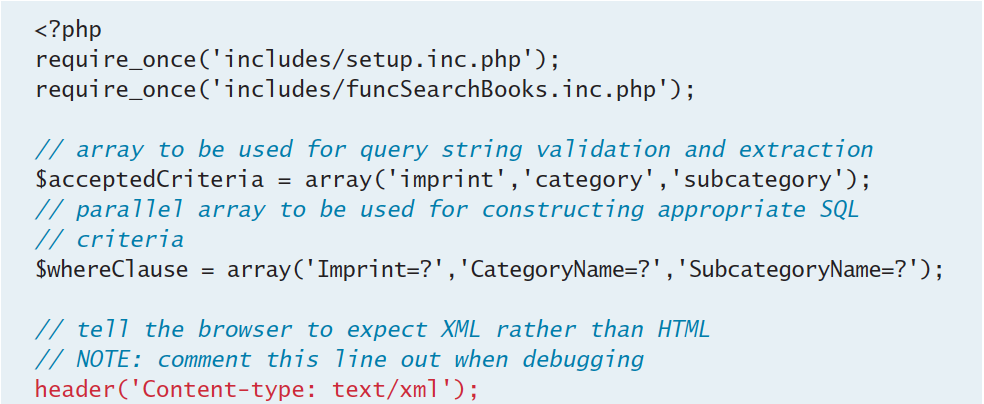 <?php
require_once('includes/setup.inc.php');
require_once('includes/funcSearchBooks.inc.php');
// array to be used for query string validation and extraction
$acceptedCriteria = array('imprint','category','subcategory');
// parallel array to be used for constructing appropriate SQL
// criteria
$whereClause = array('Imprint=?','CategoryName=?','SubcategoryName=?');
// tell the browser to expect XML rather than HTML
// NOTE: comment this line out when debugging
header('Content-type: text/xml');